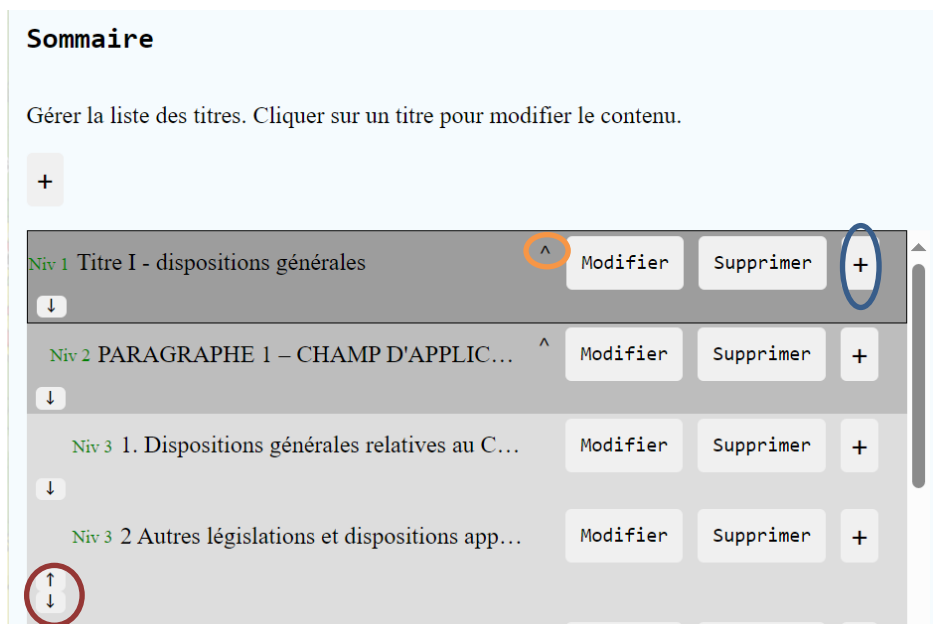 Sommaire
Gérer la liste des titres. Cliquer sur un titre pour modifier le contenu.
+
Niv 1 Titre I - dispositions générales ^ Modifier Supprimer +
↓
Niv 2 PARAGRAPHE 1 – CHAMP D'APPLIC... ^ Modifier Supprimer +
↓
Niv 3 1. Dispositions générales relatives au C... Modifier Supprimer +
↓
Niv 3 2 Autres législations et dispositions app... Modifier Supprimer +
↑
↓